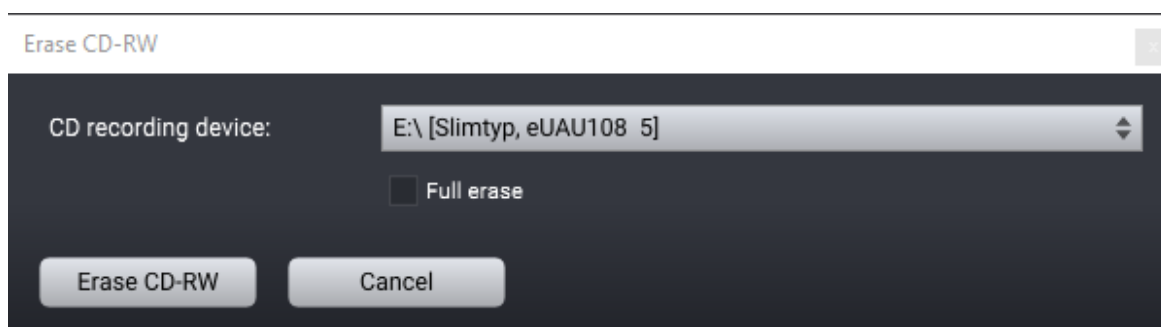 Erase CD-RW
CD recording device: E:\ [Slimtyp, eUAU108 5]
Full erase
Erase CD-RW Cancel